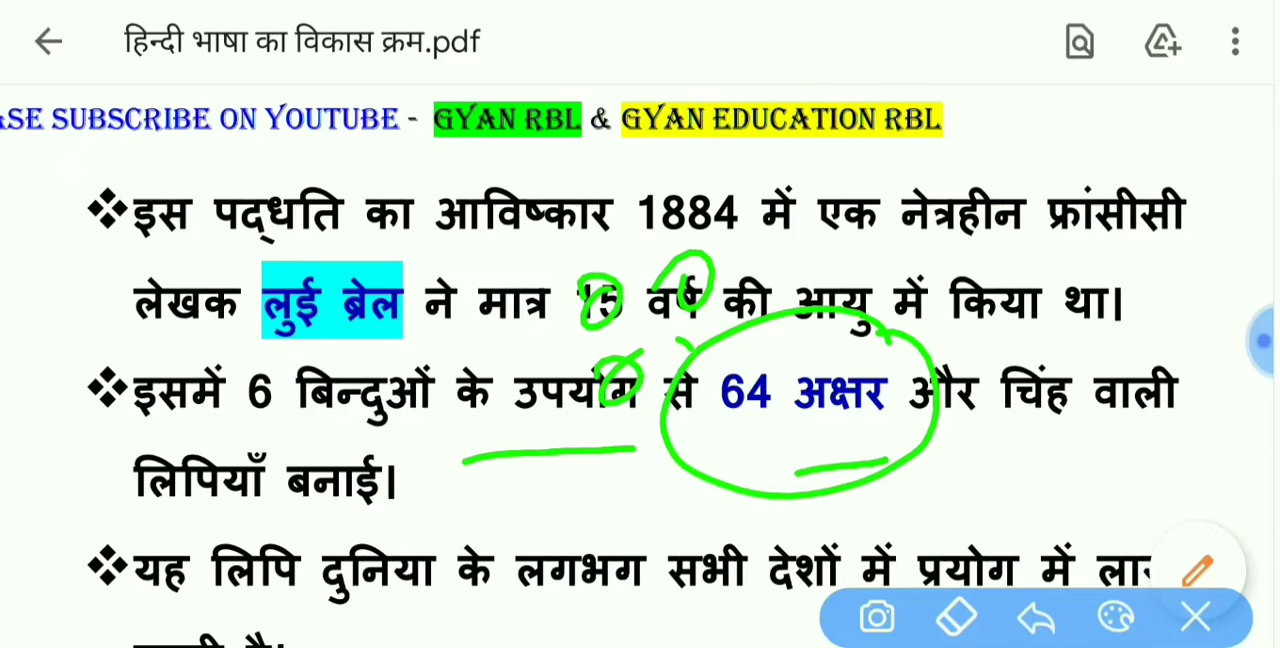 हिन्दी भाषा का विकास क्रम.pdf
ASE SUBSCRIBE ON YOUTUBE - GYAN RBL & GYAN EDUCATION RBL
❖इस पद्धति का आविष्कार 1884 में एक नेत्रहीन फ्रांसीसी
लेखक लुई ब्रेल ने मात्र 15 वर्ष की आयु में किया था।
❖इसमें 6 बिन्दुओं के उपयोग से 64 अक्षर और चिंह वाली
लिपियाँ बनाई।
❖यह लिपि दुनिया के लगभग सभी देशों में प्रयोग में
है।